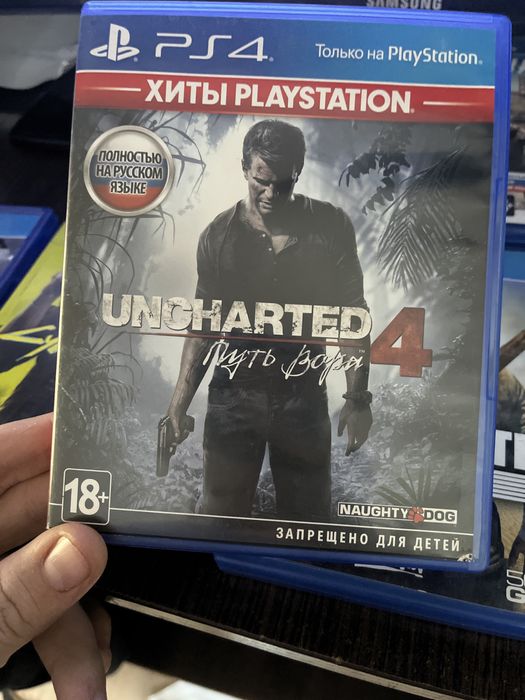 SAMSUNG
PS4
Только на PlayStation®
ХИТЫ PLAYSTATION®
ПОЛНОСТЬЮ
НА РУССКОМ
ЯЗЫКЕ
UNCHARTED 4
Путь вора™
18+
NAUGHTY DOG
ЗАПРЕЩЕНО ДЛЯ ДЕТЕЙ